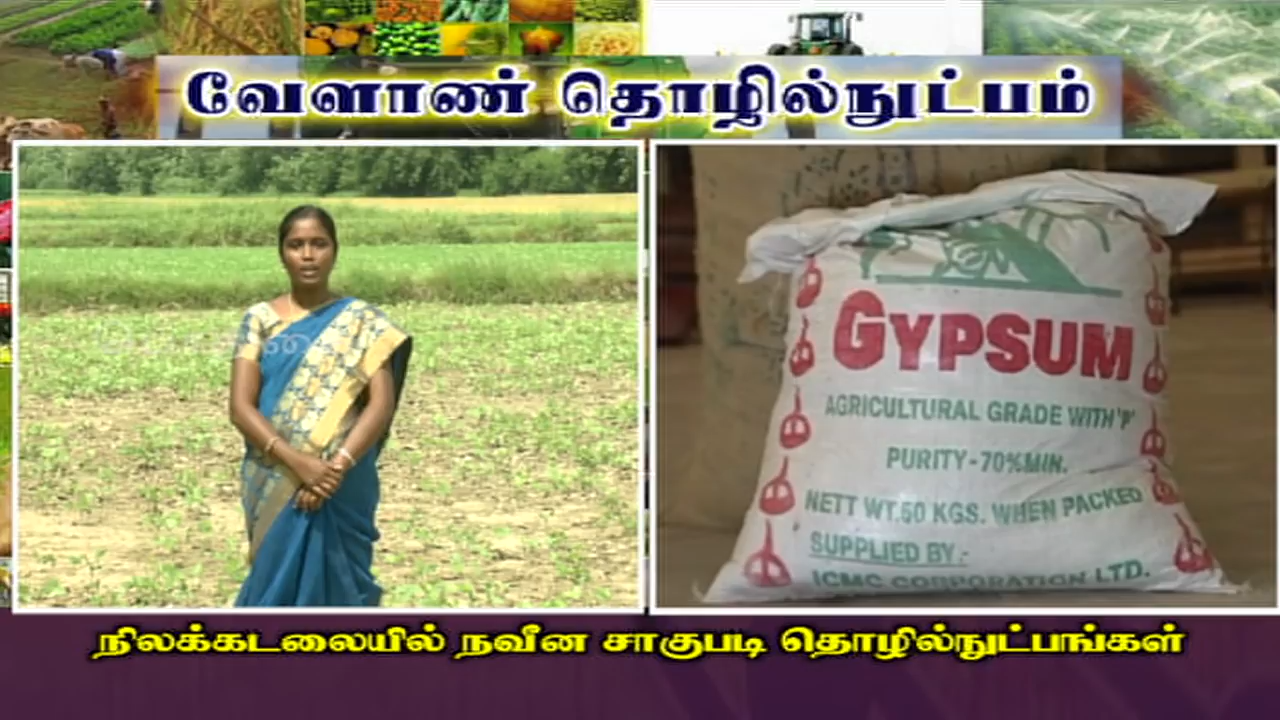 வேளாண் தொழில்நுட்பம்
GYPSUM
AGRICULTURAL GRADE WITH 'P'
PURITY-70%MIN.
NETT WT.50 KGS. WHEN PACKED
SUPPLIED BY:-
ICMC CORPORATION LTD.
நிலக்கடலையில் நவீன சாகுபடி தொழில்நுட்பங்கள்